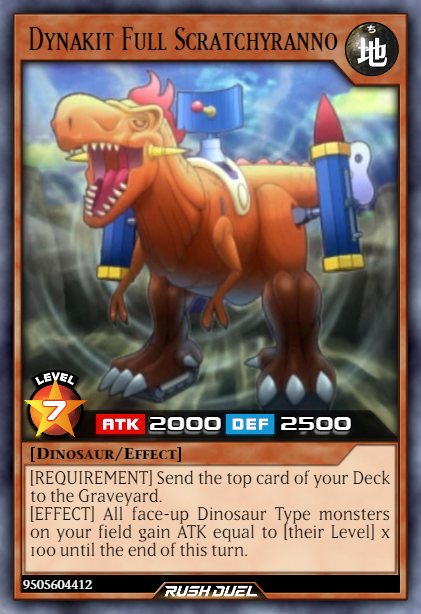 Dynakit Full Scratchyranno
ち
地
LEVEL
7
ATK 2000 DEF 2500
[Dinosaur/Effect]
[REQUIREMENT] Send the top card of your Deck
to the Graveyard.
[EFFECT] All face-up Dinosaur Type monsters
on your field gain ATK equal to [their Level] x
100 until the end of this turn.
9505604412
RUSH DUEL